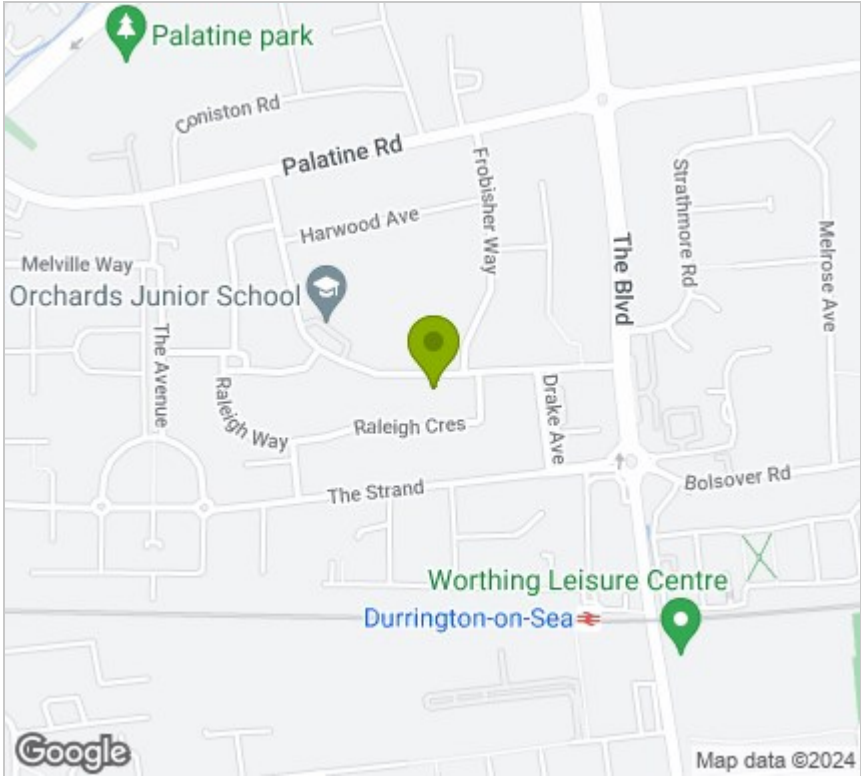 Palatine park
Coniston Rd
Palatine Rd
Frobisher Way
Strathmore Rd
Harwood Ave
Melrose Ave
The Blvd
Melville Way
Orchards Junior School
The Avenue
Raleigh Way
Drake Ave
Raleigh Cres
The Strand
Bolsover Rd
Worthing Leisure Centre
Durrington-on-Sea
Google
Map data ©2024